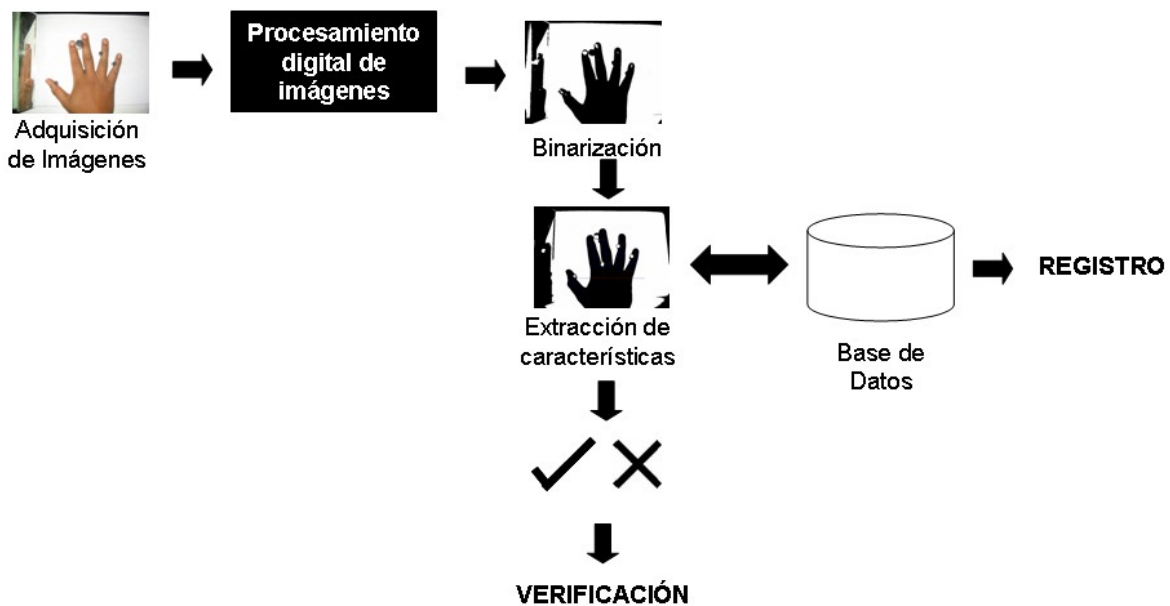 Procesamiento
digital de
imágenes
Adquisición
de Imágenes
Binarización
Extracción de
características
Base de
Datos
REGISTRO
VERIFICACIÓN